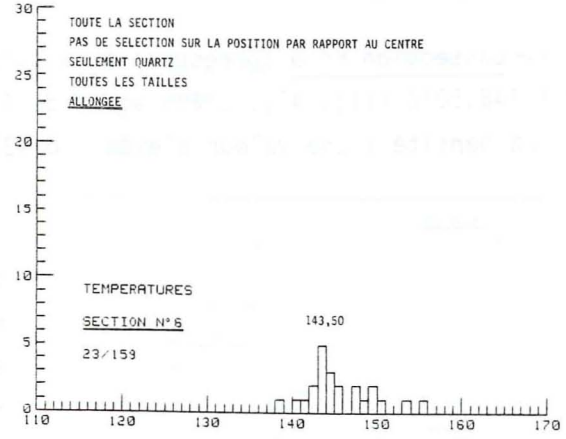 30
TOUTE LA SECTION
PAS DE SELECTION SUR LA POSITION PAR RAPPORT AU CENTRE
SEULEMENT QUARTZ
25
TOUTES LES TAILLES
ALLONGEE
20
15
10
TEMPERATURES
SECTION N°6
143,50
5
23/159
0
110 120 130 140 150 160 170